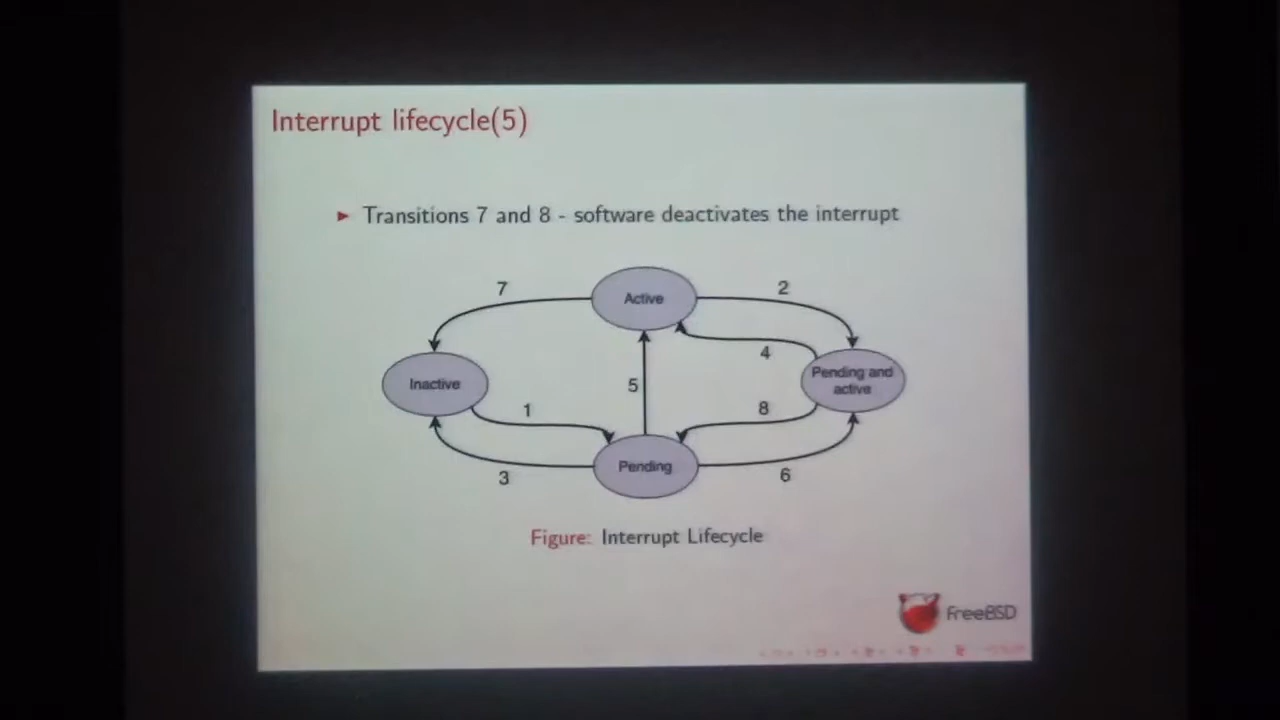 Interrupt lifecycle(5)
Transitions 7 and 8 - software deactivates the interrupt
7
Active
2
4
Inactive
5
Pending and
active
1
8
Pending
3
6
Figure: Interrupt Lifecycle
FreeBSD